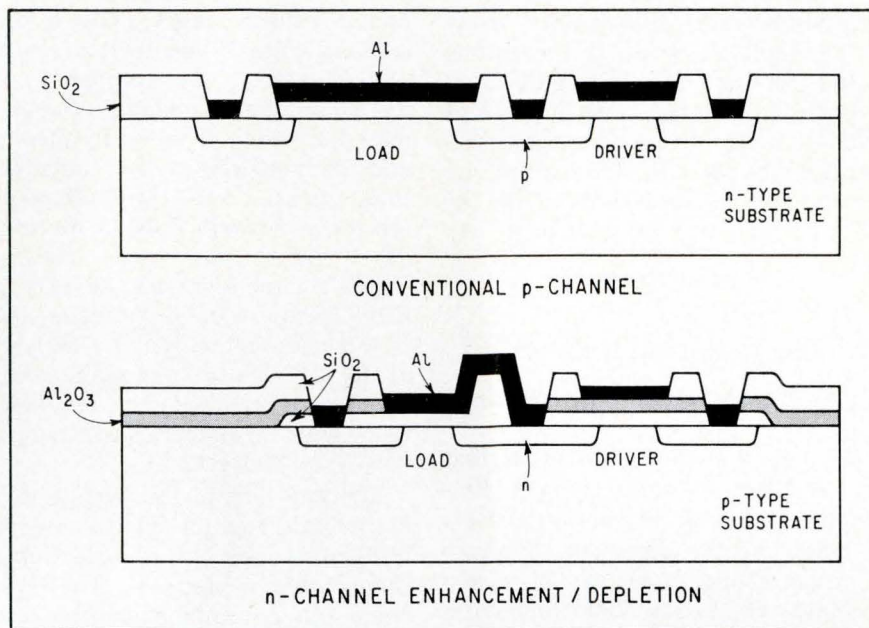 Al
SiO2
LOAD
p
DRIVER
n-TYPE
SUBSTRATE
CONVENTIONAL p-CHANNEL
SiO2
Al
Al2O3
LOAD
n
DRIVER
p-TYPE
SUBSTRATE
n-CHANNEL ENHANCEMENT / DEPLETION